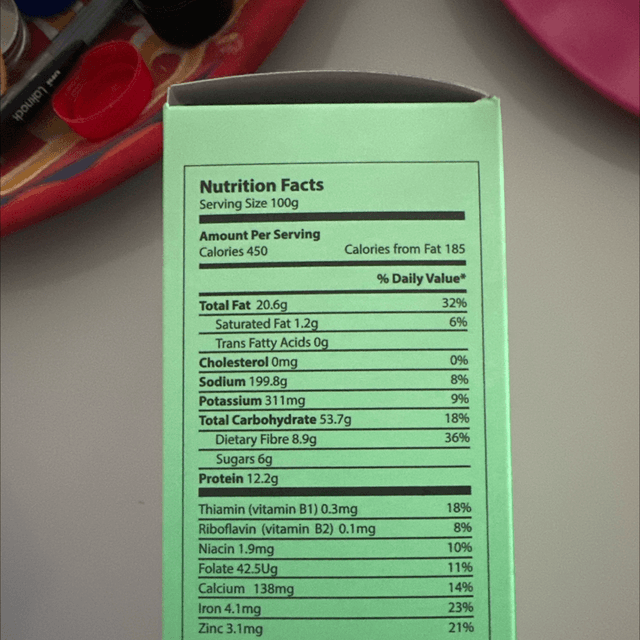 Nutrition Facts
Serving Size 100g
Amount Per Serving
Calories 450 Calories from Fat 185
% Daily Value*
Total Fat 20.6g 32%
Saturated Fat 1.2g 6%
Trans Fatty Acids 0g
Cholesterol 0mg 0%
Sodium 199.8g 8%
Potassium 311mg 9%
Total Carbohydrate 53.7g 18%
Dietary Fibre 8.9g 36%
Sugars 6g
Protein 12.2g
Thiamin (vitamin B1) 0.3mg 18%
Riboflavin (vitamin B2) 0.1mg 8%
Niacin 1.9mg 10%
Folate 42.5Ug 11%
Calcium 138mg 14%
Iron 4.1mg 23%
Zinc 3.1mg 21%